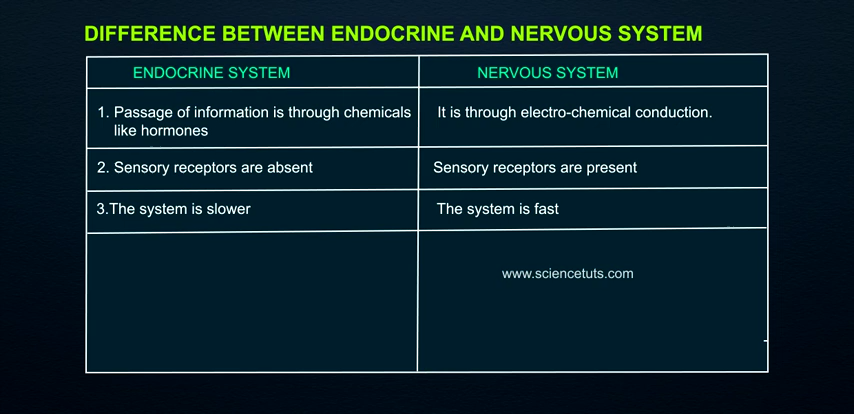 DIFFERENCE BETWEEN ENDOCRINE AND NERVOUS SYSTEM
ENDOCRINE SYSTEM
NERVOUS SYSTEM
1. Passage of information is through chemicals
like hormones
It is through electro-chemical conduction.
2. Sensory receptors are absent
Sensory receptors are present
3.The system is slower
The system is fast
www.sciencetuts.com